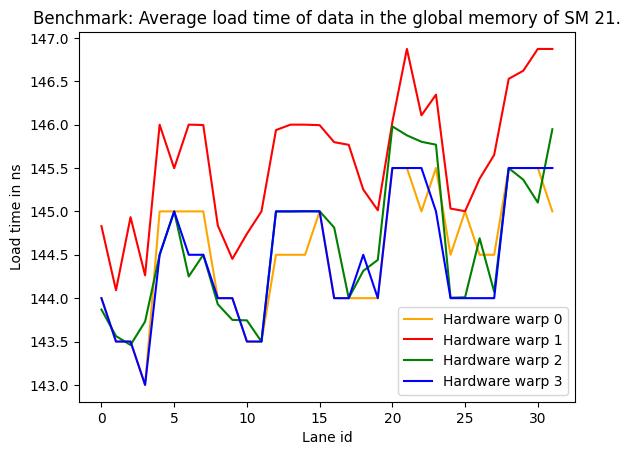 Benchmark: Average load time of data in the global memory of SM 21.
147.0
146.5
146.0
145.5
145.0
144.5
144.0
143.5
143.0
Load time in ns
0 5 10 15 20 25 30
Lane id
Hardware warp 0
Hardware warp 1
Hardware warp 2
Hardware warp 3